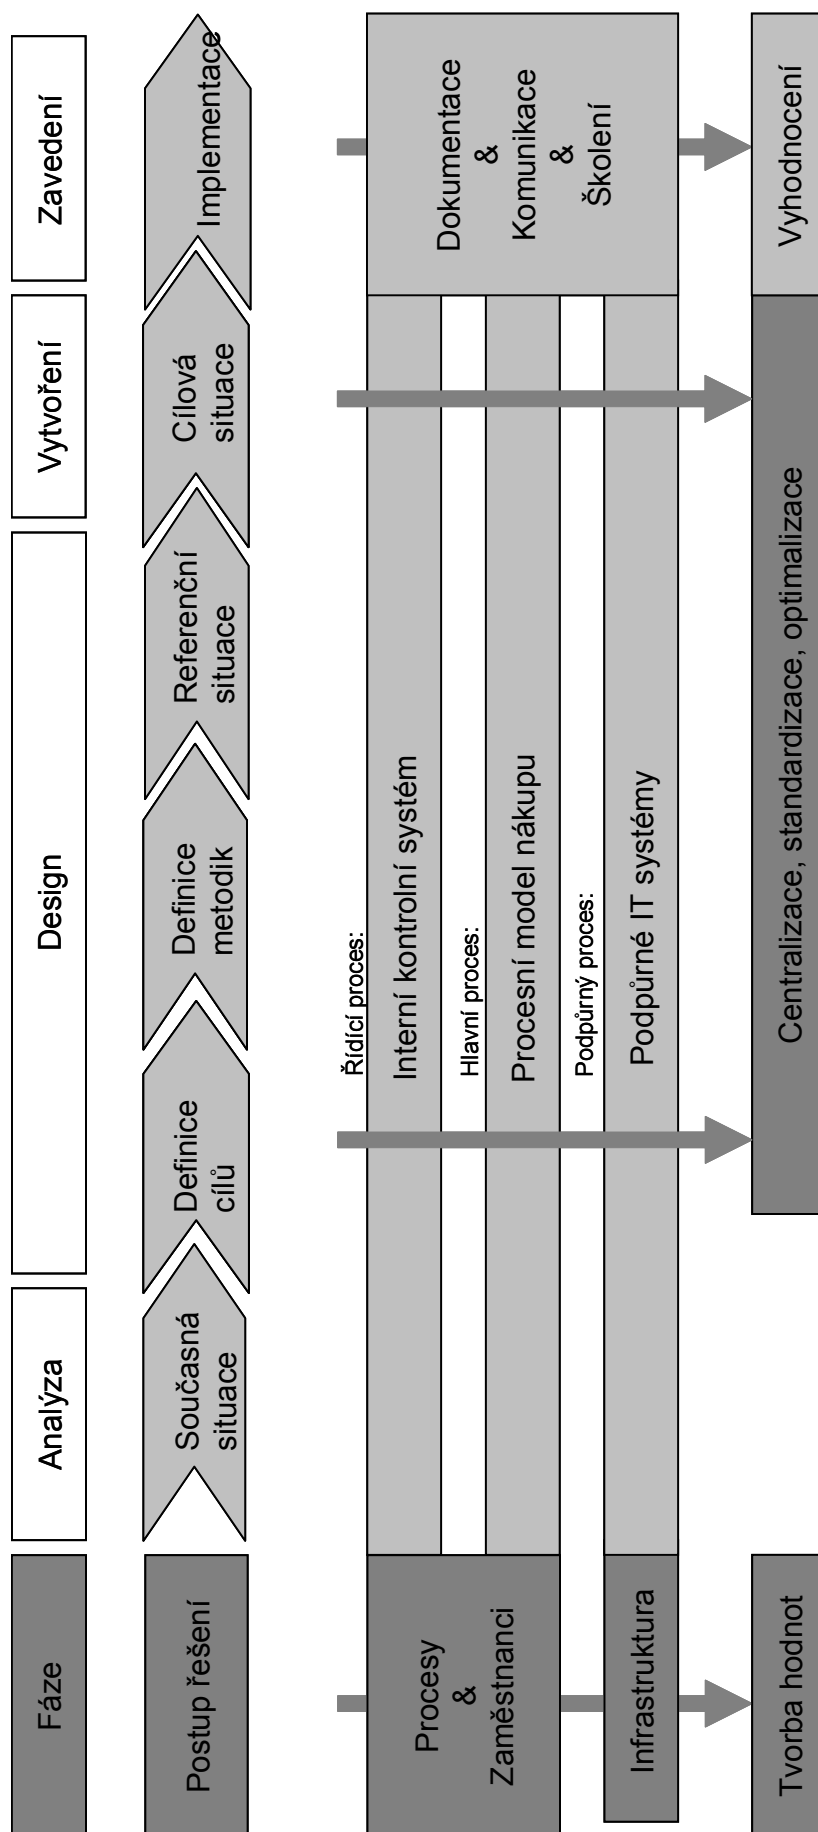 Fáze
Analýza
Design
Vytvoření
Zavedení
Postup řešení
Současná
situace
Definice
cílů
Definice
metodik
Referenční
situace
Cílová
situace
Implementace
Procesy
&
Zaměstnanci
Řídící proces:
Interní kontrolní systém
Hlavní proces:
Procesní model nákupu
Podpůrný proces:
Infrastruktura
Podpůrné IT systémy
Dokumentace
&
Komunikace
&
Školení
Tvorba hodnot
Centralizace, standardizace, optimalizace
Vyhodnocení